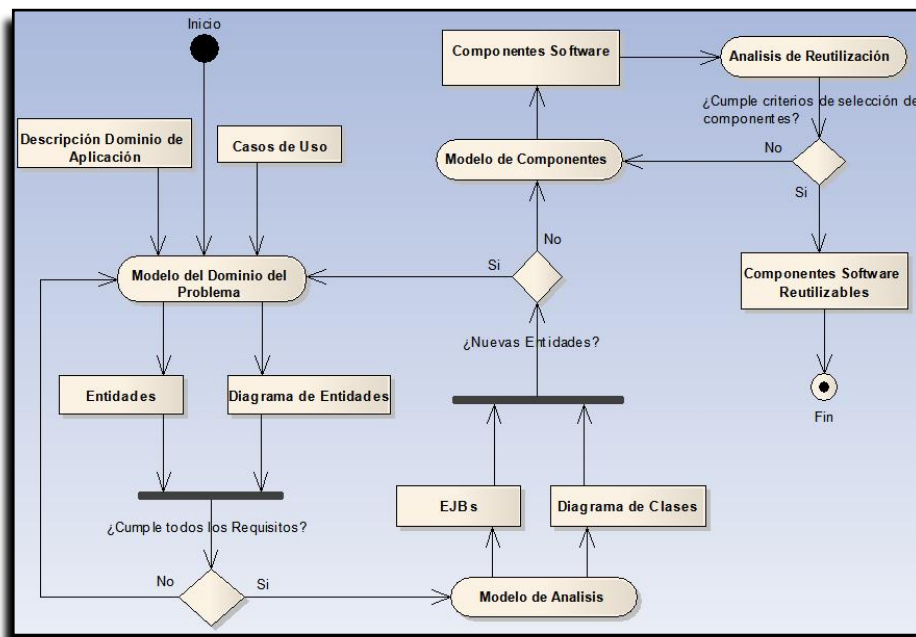 Inicio
Componentes Software
Analisis de Reutilización
¿Cumple criterios de selección de
componentes?
Descripción Dominio de
Aplicación
Casos de Uso
Modelo de Componentes
No
Si
No
Si
Modelo del Dominio del
Problema
Componentes Software
Reutilizables
¿Nuevas Entidades?
Entidades
Diagrama de Entidades
Fin
EJBs
Diagrama de Clases
¿Cumple todos los Requisitos?
No
Si
Modelo de Analisis